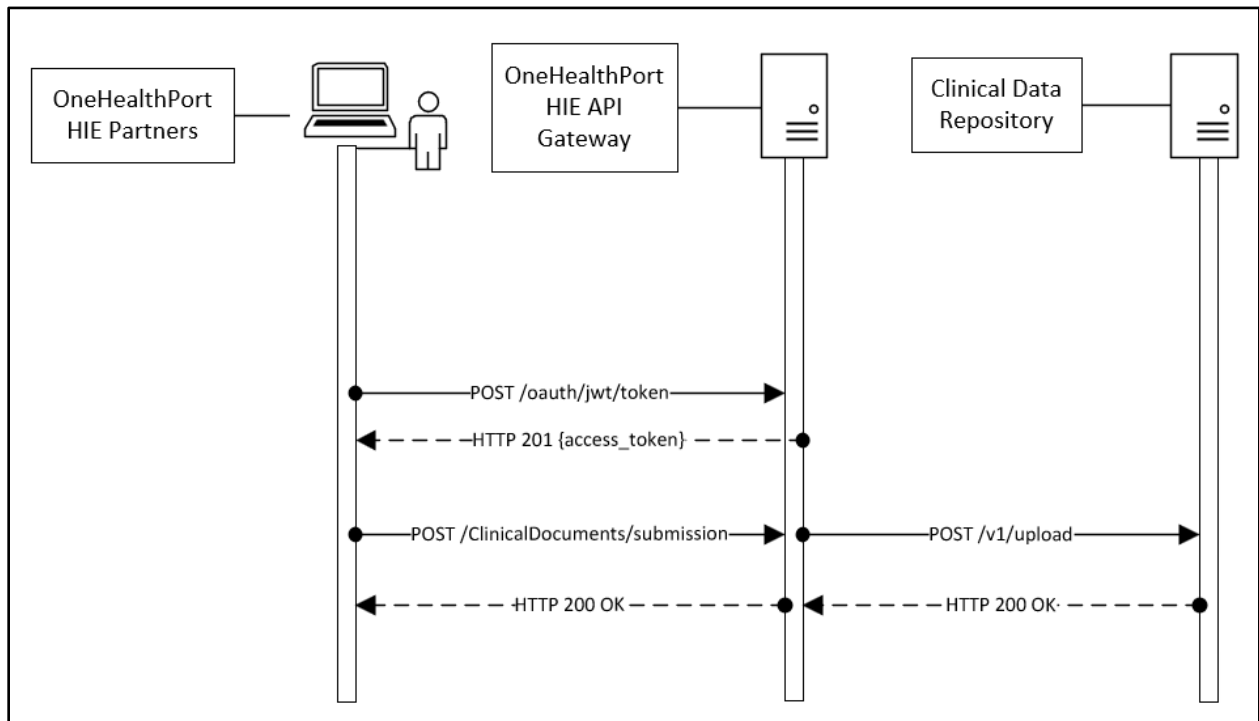 OneHealthPort
HIE Partners
OneHealthPort
HIE API
Gateway
Clinical Data
Repository
POST /oauth/jwt/token
HTTP 201 {access_token}
POST /ClinicalDocuments/submission
POST /v1/upload
HTTP 200 OK
HTTP 200 OK